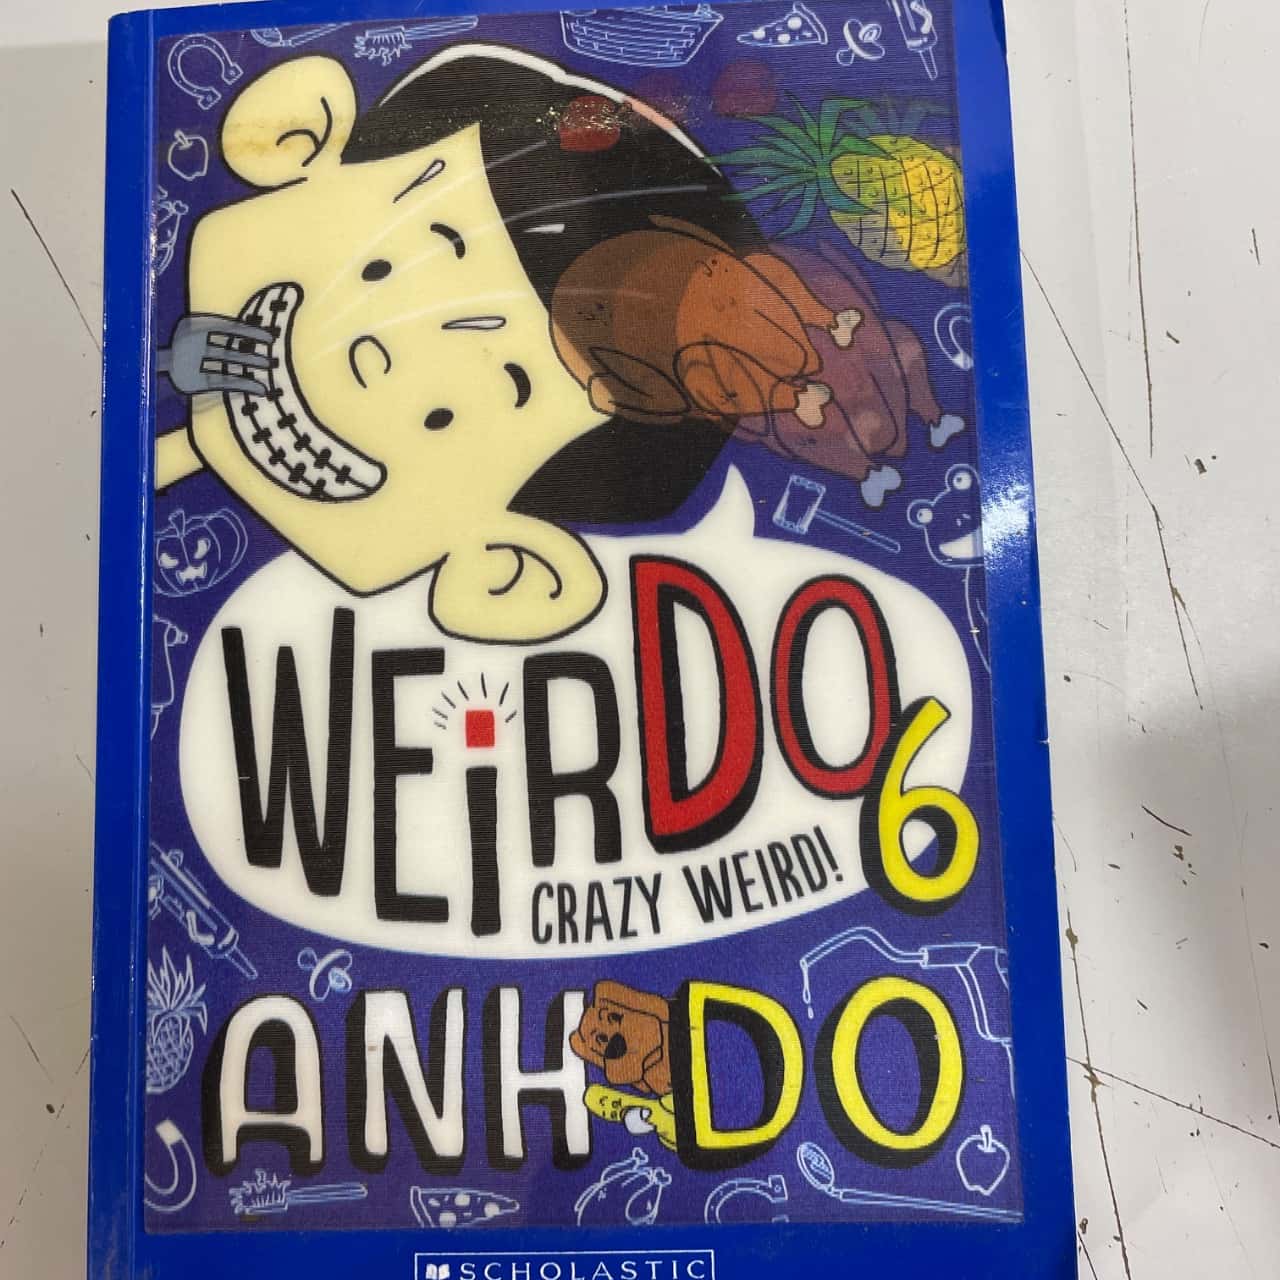 WEiRDO 6
CRAZY WEIRD!
ANH DO
SCHOLASTIC